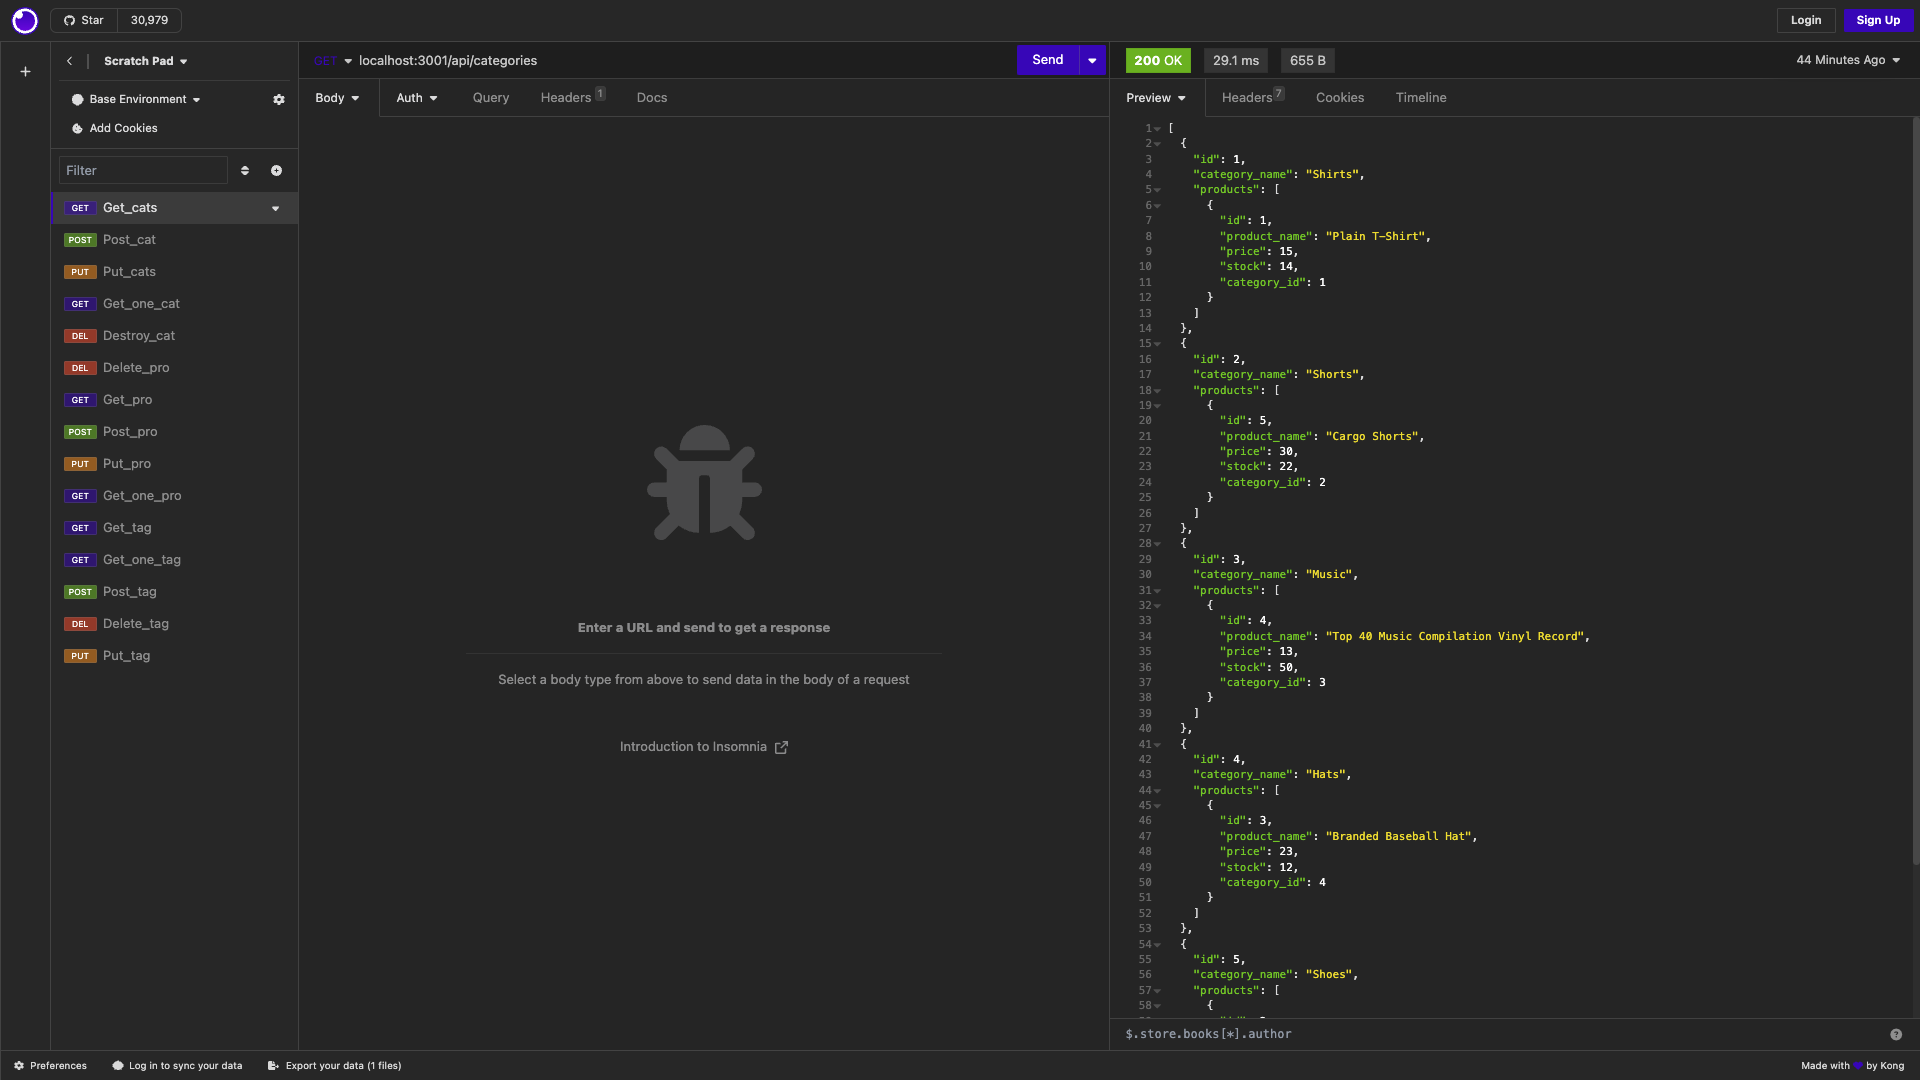 Star 30,979 Login Sign Up
Scratch Pad
Base Environment
Add Cookies
Filter
GET Get_cats
POST Post_cat
PUT Put_cats
GET Get_one_cat
DEL Destroy_cat
DEL Delete_pro
GET Get_pro
POST Post_pro
PUT Put_pro
GET Get_one_pro
GET Get_tag
GET Get_one_tag
POST Post_tag
DEL Delete_tag
PUT Put_tag
GET localhost:3001/api/categories Send
Body Auth Query Headers 1 Docs
Enter a URL and send to get a response
Select a body type from above to send data in the body of a request
Introduction to Insomnia
200 OK 29.1 ms 655 B 44 Minutes Ago
Preview Headers 7 Cookies Timeline
1 [
2 {
3 "id": 1,
4 "category_name": "Shirts",
5 "products": [
6 {
7 "id": 1,
8 "product_name": "Plain T-Shirt",
9 "price": 15,
10 "stock": 14,
11 "category_id": 1
12 }
13 ]
14 },
15 {
16 "id": 2,
17 "category_name": "Shorts",
18 "products": [
19 {
20 "id": 5,
21 "product_name": "Cargo Shorts",
22 "price": 30,
23 "stock": 22,
24 "category_id": 2
25 }
26 ]
27 },
28 {
29 "id": 3,
30 "category_name": "Music",
31 "products": [
32 {
33 "id": 4,
34 "product_name": "Top 40 Music Compilation Vinyl Record",
35 "price": 13,
36 "stock": 50,
37 "category_id": 3
38 }
39 ]
40 },
41 {
42 "id": 4,
43 "category_name": "Hats",
44 "products": [
45 {
46 "id": 3,
47 "product_name": "Branded Baseball Hat",
48 "price": 23,
49 "stock": 12,
50 "category_id": 4
51 }
52 ]
53 },
54 {
55 "id": 5,
56 "category_name": "Shoes",
57 "products": [
58 {
$.store.books[*].author
Preferences Log in to sync your data Export your data (1 files) Made with by Kong